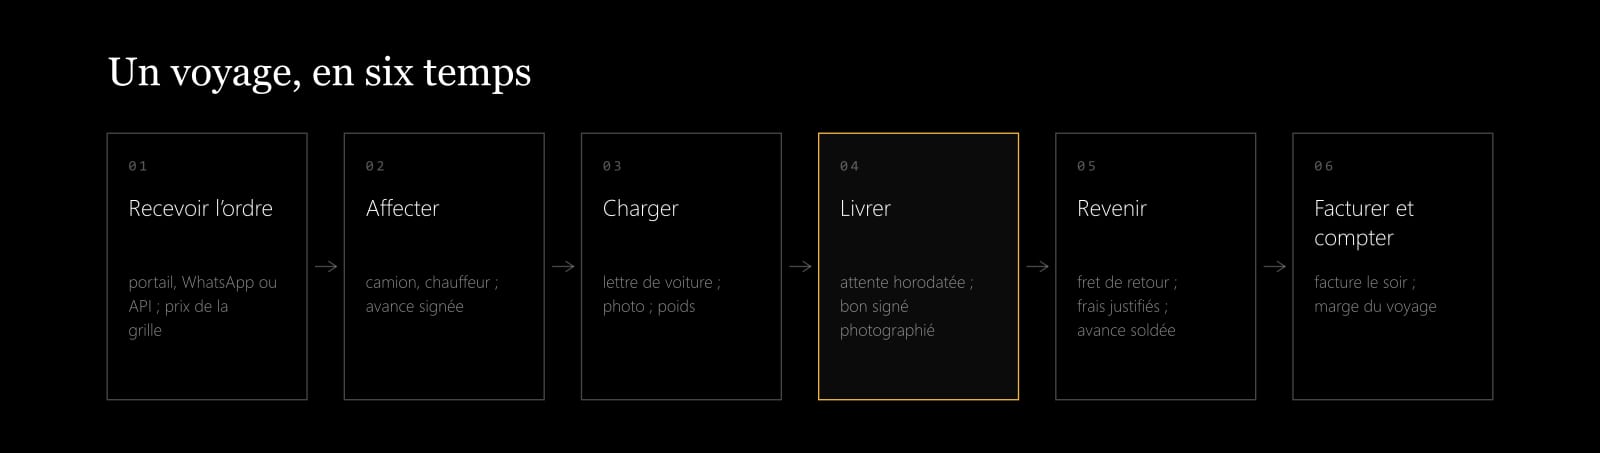 Un voyage, en six temps
01
Recevoir l’ordre
portail, WhatsApp ou
API ; prix de la
grille
02
Affecter
camion, chauffeur ;
avance signée
03
Charger
lettre de voiture ;
photo ; poids
04
Livrer
attente horodatée ;
bon signé
photographié
05
Revenir
fret de retour ;
frais justifiés ;
avance soldée
06
Facturer et
compter
facture le soir ;
marge du voyage